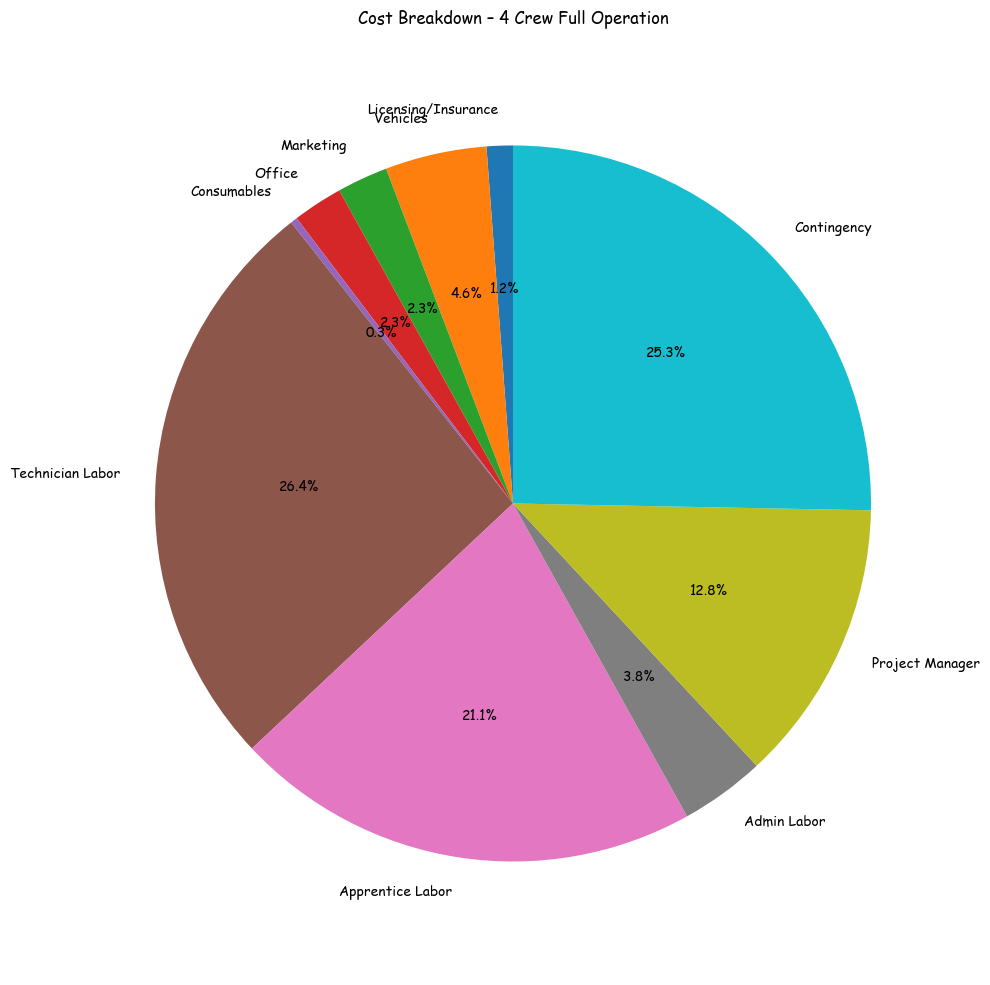 Cost Breakdown – 4 Crew Full Operation
Licensing/Insurance
Vehicles
Marketing
Office
Consumables
Contingency
1.2%
4.6%
2.3%
2.3%
0.3%
25.3%
Technician Labor
26.4%
12.8%
Project Manager
3.8%
21.1%
Admin Labor
Apprentice Labor